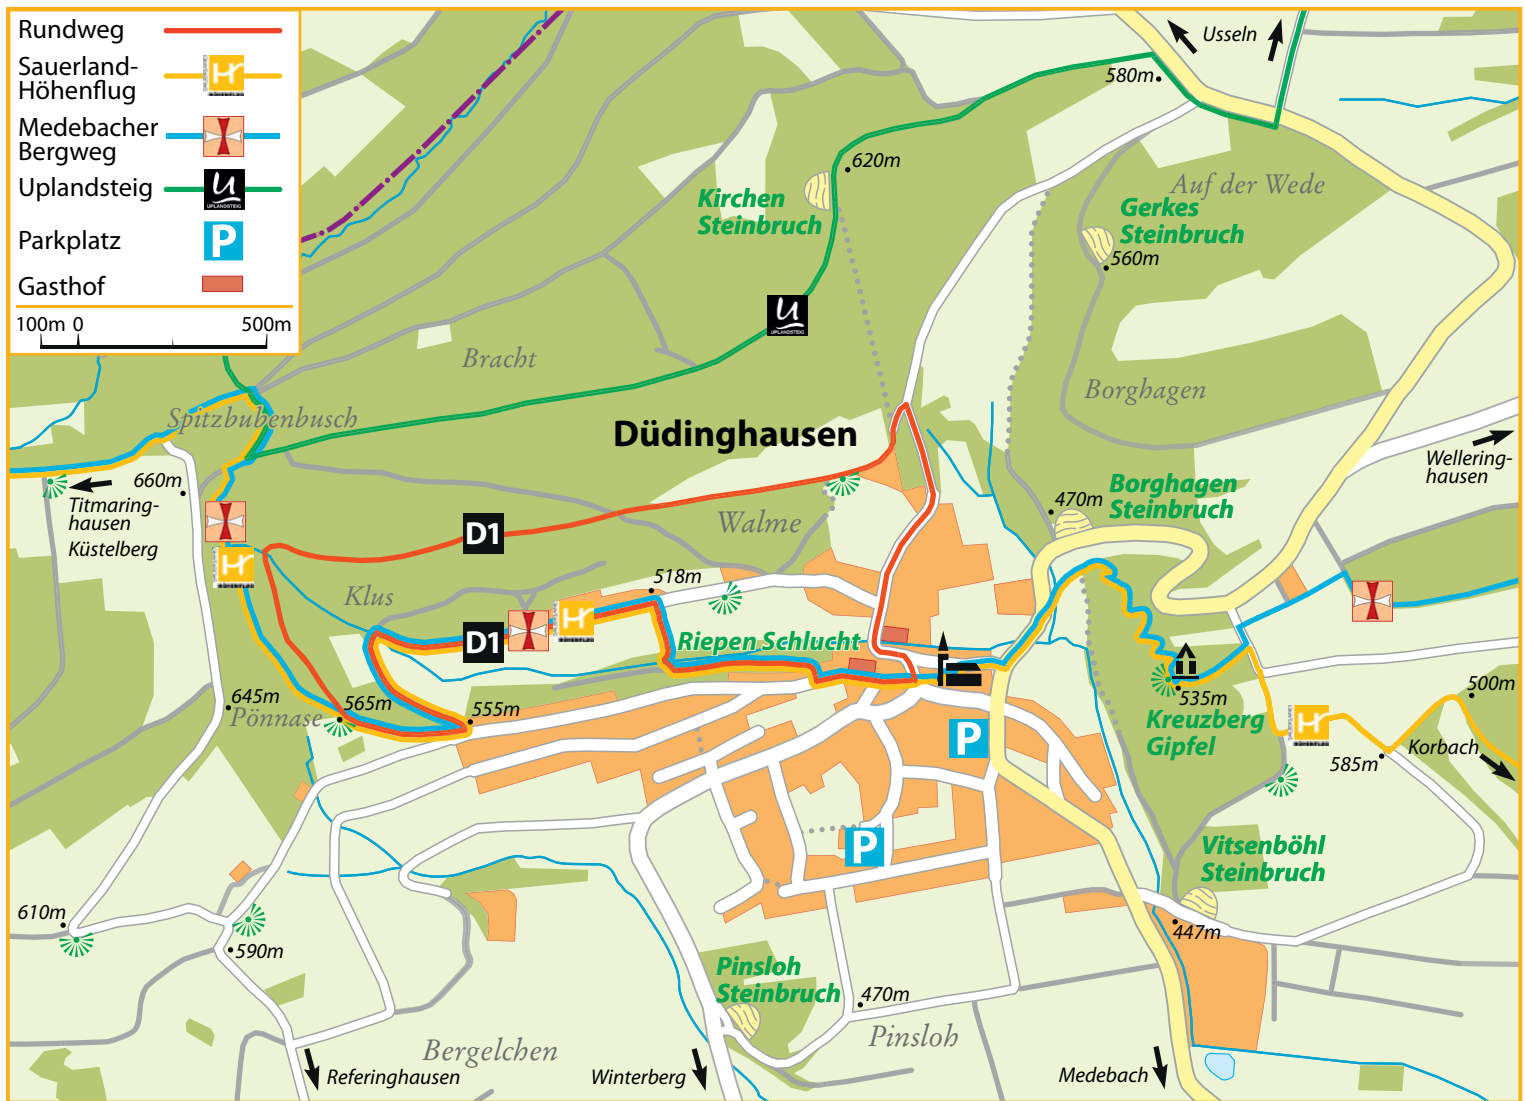 Rundweg
Sauerland-
Höhenflug
Medebacher
Bergweg
Uplandsteig
Parkplatz
Gasthof
U
UPLANDSTEIG
P
100m 0 500m
Usseln
580m
620m
Kirchen
Steinbruch
Auf der Wede
Gerkes
Steinbruch
560m
U
UPLANDSTEIG
Bracht
Borghagen
Spitzbubenbusch
Düdinghausen
Wellering-
hausen
660m
Titmaring-
hausen
Küstelberg
D1
Walme
470m
Borghagen
Steinbruch
Klus
518m
D1
Riepen Schlucht
645m
Pönnase
565m
555m
535m
Kreuzberg
Gipfel
500m
Korbach
585m
P
P
Vitsenböhl
Steinbruch
610m
590m
447m
Pinsloh
Steinbruch
470m
Pinsloh
Bergelchen
Referinghausen
Winterberg
Medebach